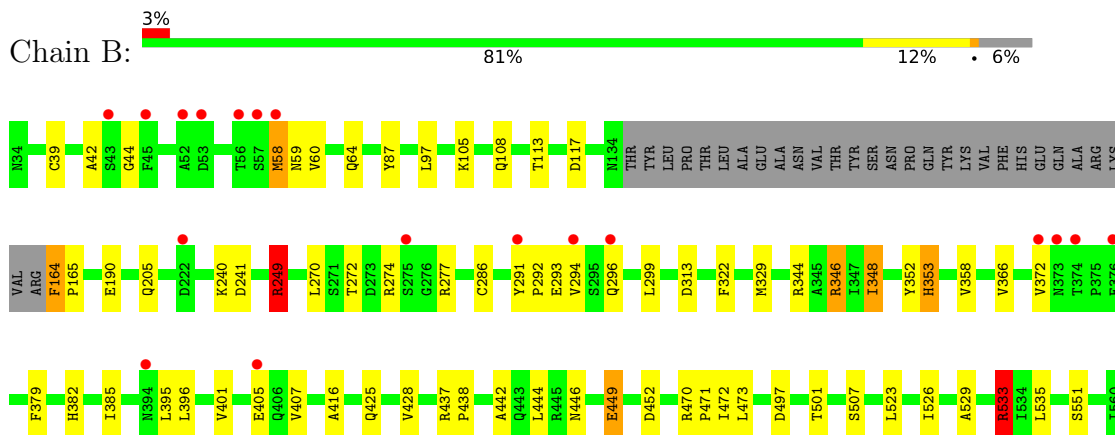 3%
Chain B:
81% 12% • 6%
N34 C39 A42 S43 G44 F45 A52 D53 T56 S57 M58 N59 V60 Q64 Y87 L97 K105 Q108 T113 D117 N134 THR TYR LEU PRO THR LEU ALA GLU ALA ASN VAL THR TYR SER ASN PRO GLN TYR LYS VAL PHE HIS GLU GLN ALA ARG LYS
VAL ARG F164 P165 E190 Q205 D222 K240 D241 R249 L270 S271 T272 D273 R274 S275 G276 R277 C286 Y291 P292 E293 V294 S295 Q296 L299 D313 F322 M329 R344 A345 R346 I347 I348 Y352 H353 V358 V366 V372 N373 T374 P375 E376
F379 H382 I385 N394 L395 L396 V401 E405 Q406 V407 A416 Q425 V428 R437 P438 A442 Q443 L444 R445 N446 E449 D452 R470 P471 I472 L473 D497 T501 S507 L523 I526 A529 R533 I534 L535 S551 I560